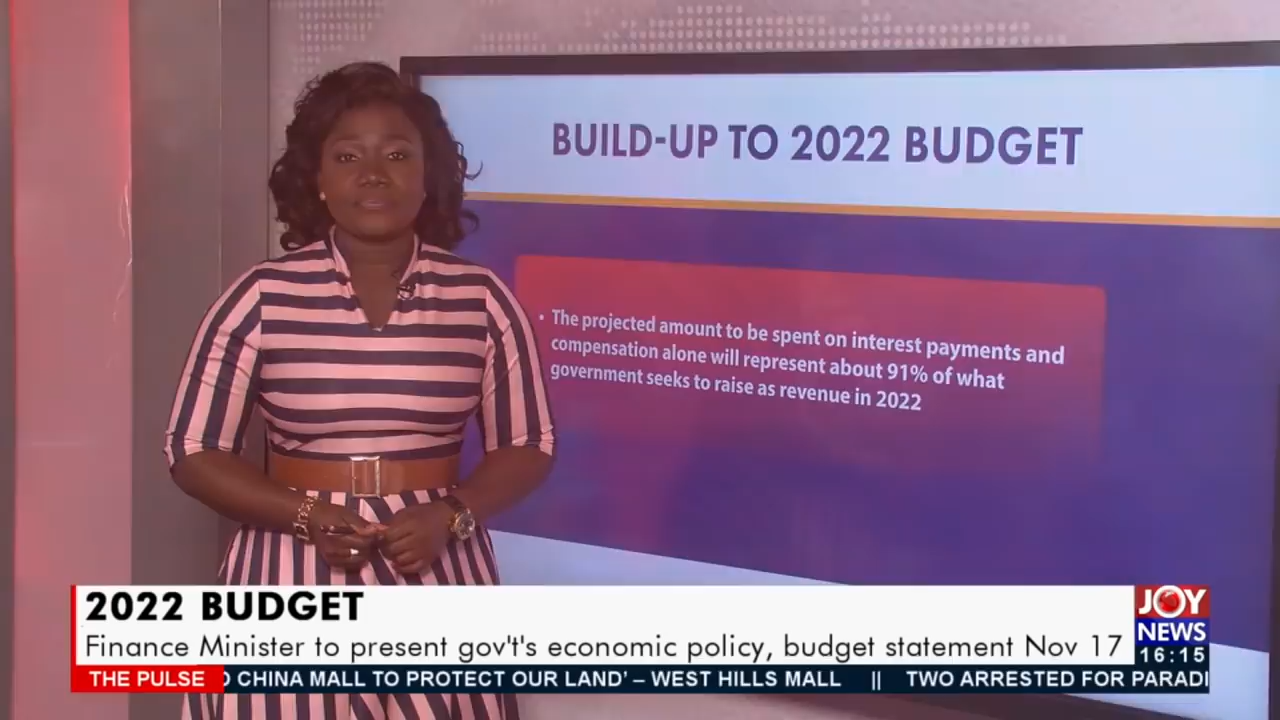 BUILD-UP TO 2022 BUDGET
• The projected amount to be spent on interest payments and
compensation alone will represent about 91% of what
government seeks to raise as revenue in 2022
2022 BUDGET
Finance Minister to present gov't's economic policy, budget statement Nov 17
JOY
NEWS
16:15
THE PULSE
CHINA MALL TO PROTECT OUR LAND’ – WEST HILLS MALL || TWO ARRESTED FOR PARADI